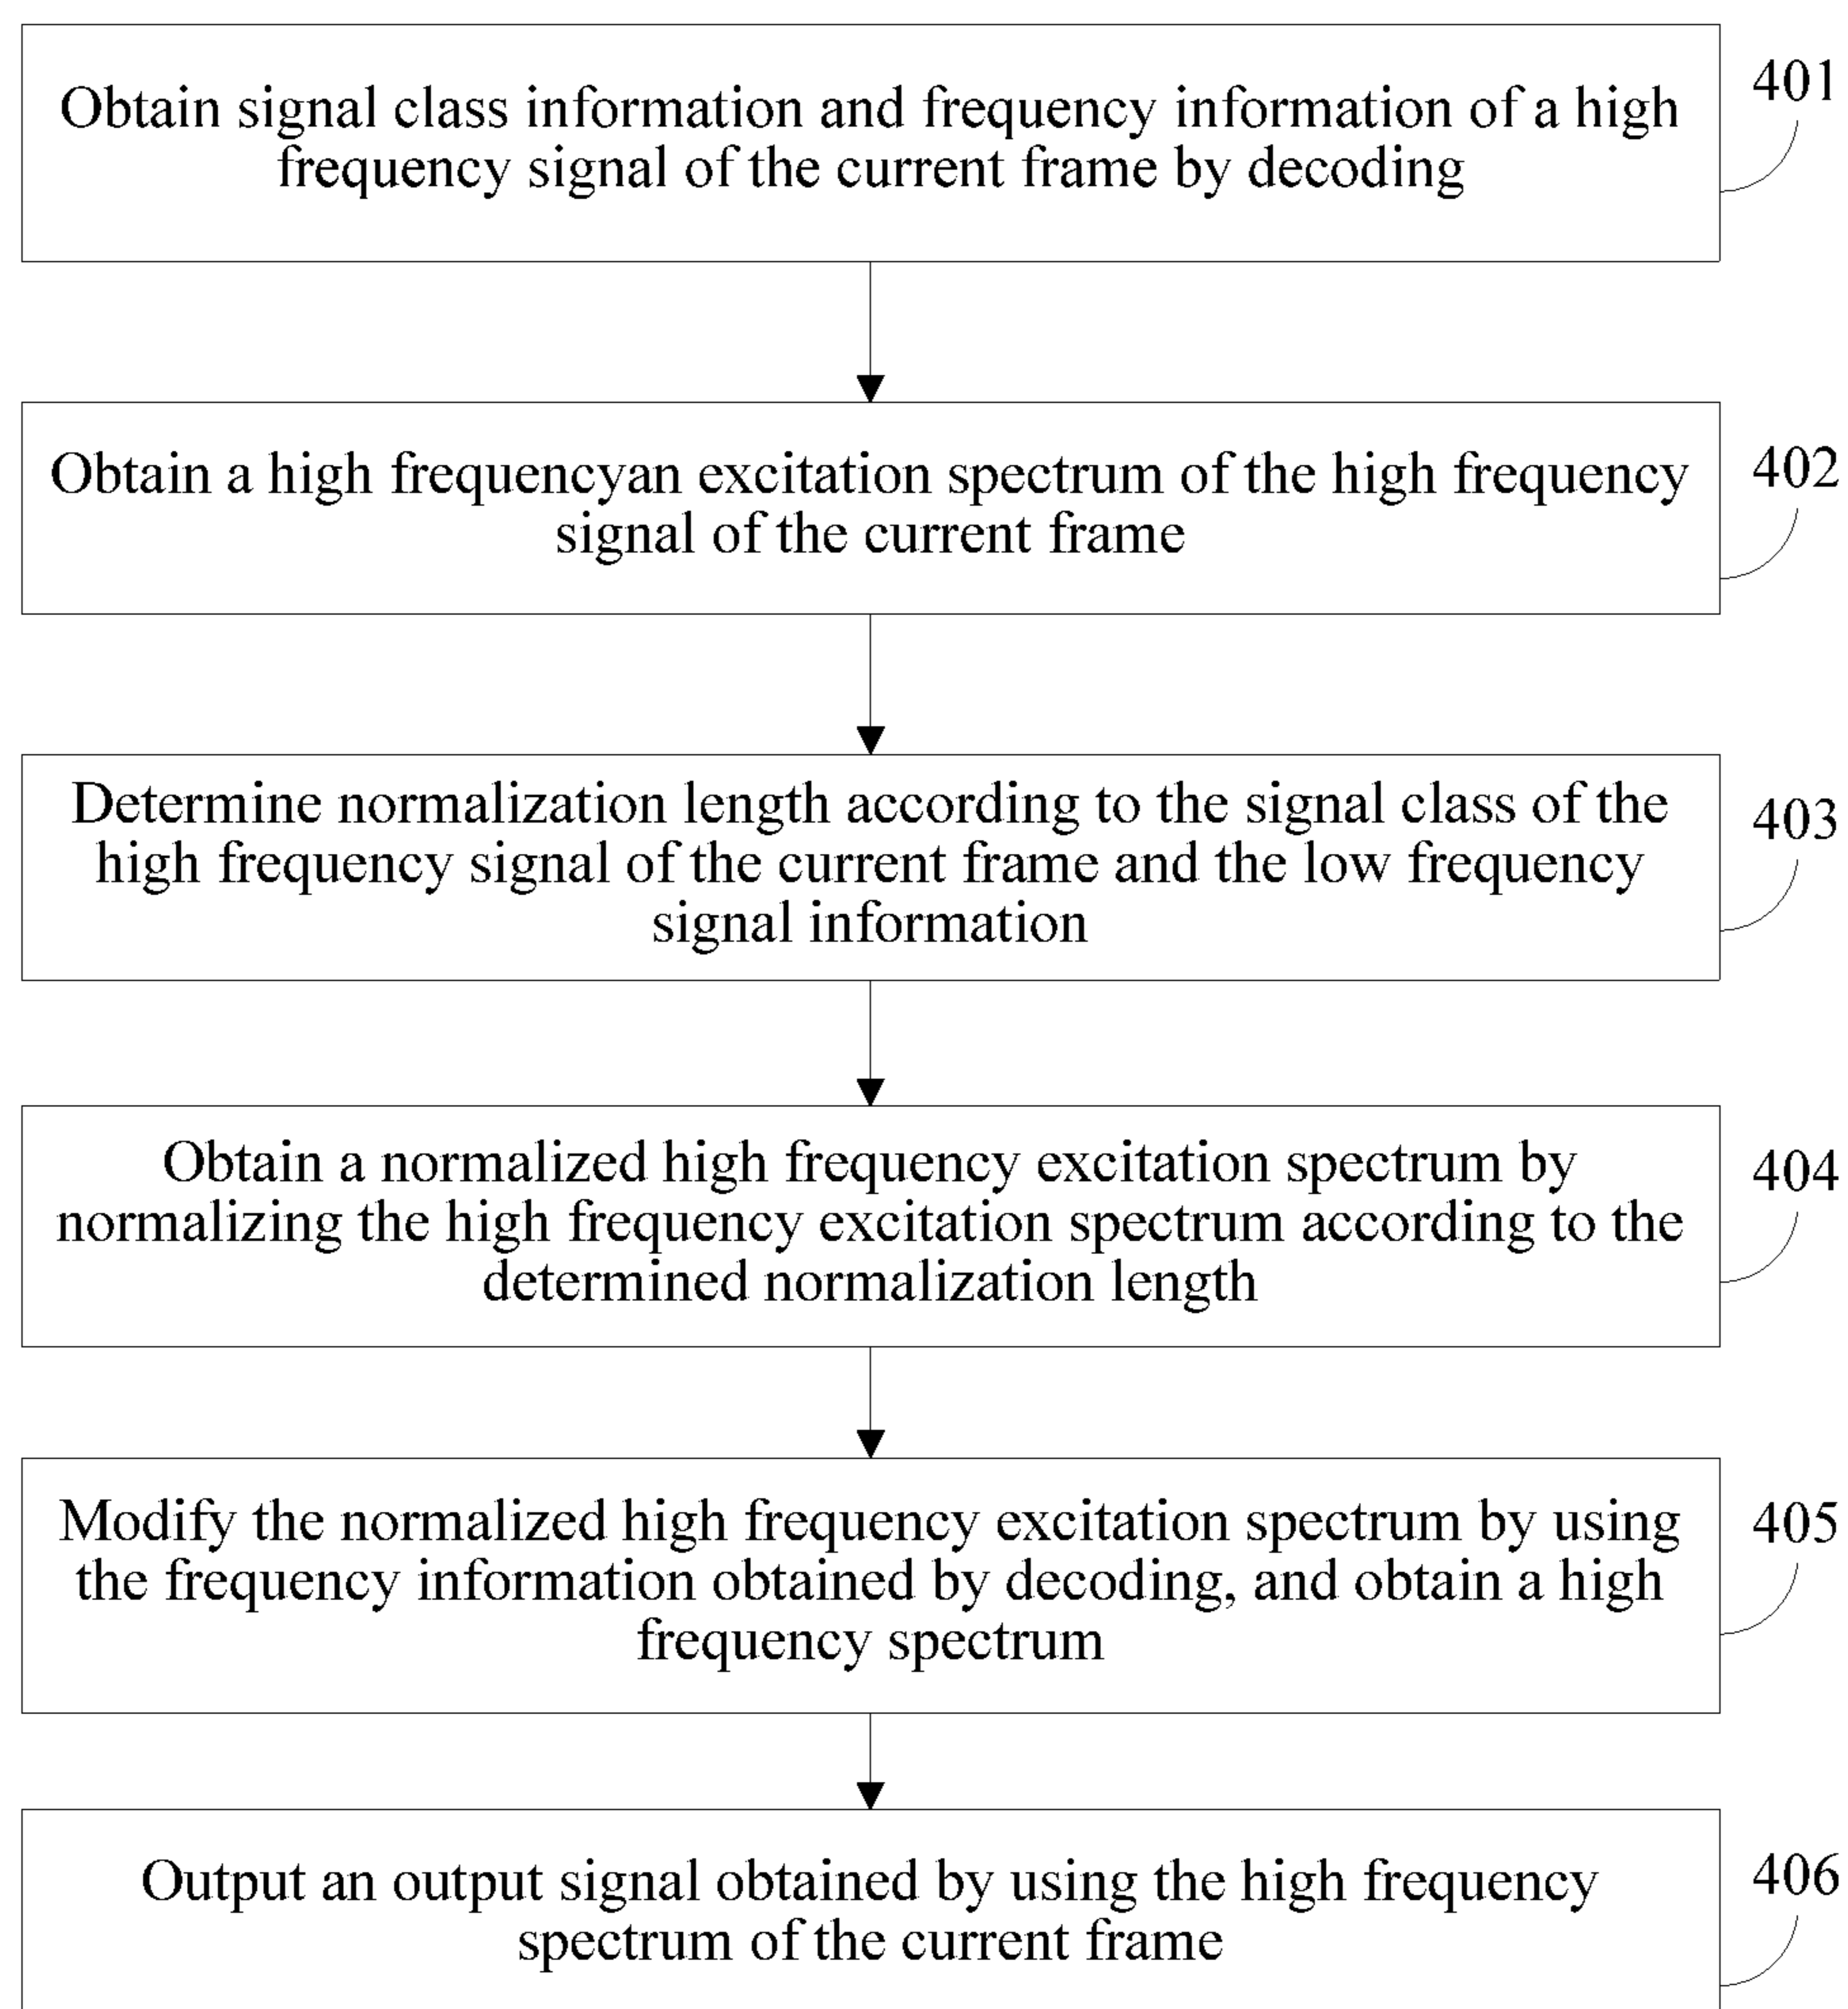 Obtain signal class information and frequency information of a high
frequency signal of the current frame by decoding
401
Obtain a high frequencyan excitation spectrum of the high frequency
signal of the current frame
402
Determine normalization length according to the signal class of the
high frequency signal of the current frame and the low frequency
signal information
403
Obtain a normalized high frequency excitation spectrum by
normalizing the high frequency excitation spectrum according to the
determined normalization length
404
Modify the normalized high frequency excitation spectrum by using
the frequency information obtained by decoding, and obtain a high
frequency spectrum
405
Output an output signal obtained by using the high frequency
spectrum of the current frame
406